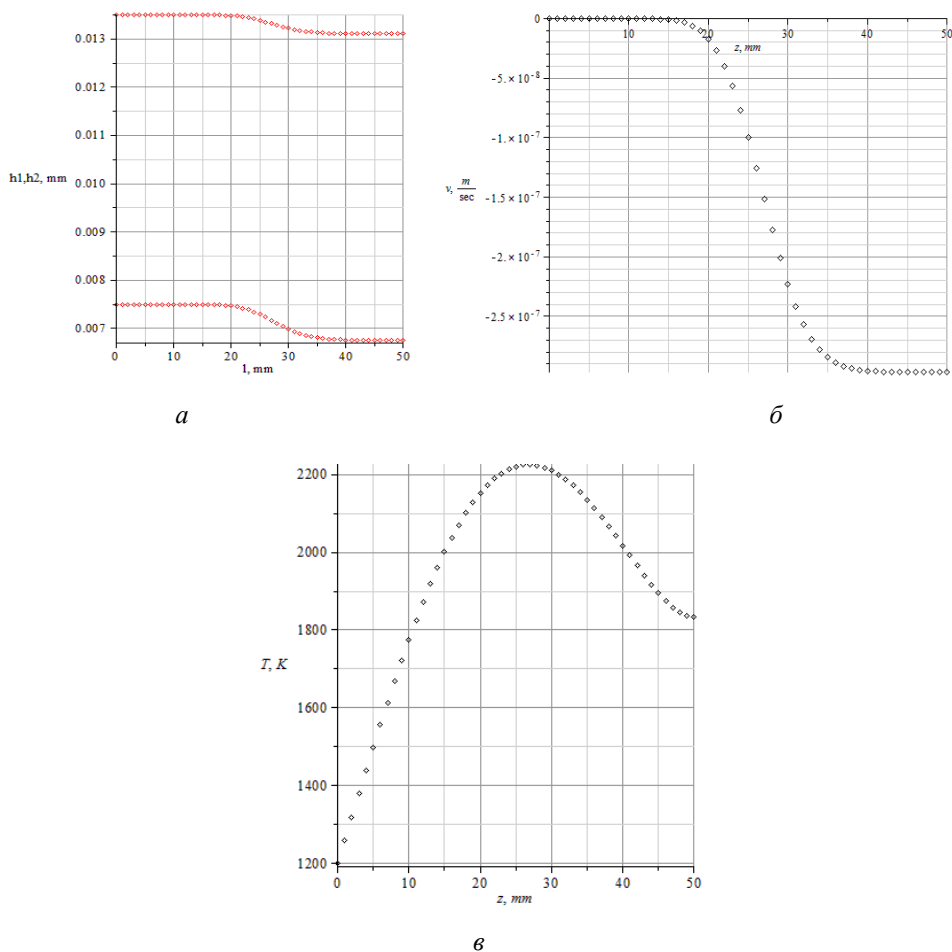 0.013
0.012
0.011
0.010
0.009
0.008
0.007
h1,h2, mm
0 10 20 30 40 50
l, mm
а
0
10 20 30 40 50
z, mm
-5. × 10⁻⁸
-1. × 10⁻⁷
-1.5 × 10⁻⁷
-2. × 10⁻⁷
-2.5 × 10⁻⁷
v, m/sec
б
2200
2000
1800
1600
1400
1200
T, K
0 10 20 30 40 50
z, mm
в